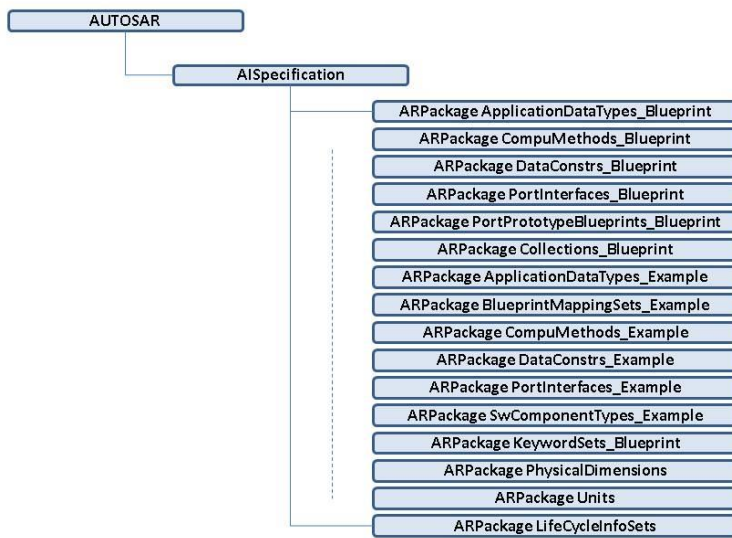 AUTOSAR
AISpecification
ARPackage ApplicationDataTypes_Blueprint
ARPackage CompuMethods_Blueprint
ARPackage DataConstrs_Blueprint
ARPackage PortInterfaces_Blueprint
ARPackage PortPrototypeBlueprints_Blueprint
ARPackage Collections_Blueprint
ARPackage ApplicationDataTypes_Example
ARPackage BlueprintMappingSets_Example
ARPackage CompuMethods_Example
ARPackage DataConstrs_Example
ARPackage PortInterfaces_Example
ARPackage SwComponentTypes_Example
ARPackage KeywordSets_Blueprint
ARPackage PhysicalDimensions
ARPackage Units
ARPackage LifeCycleInfoSets